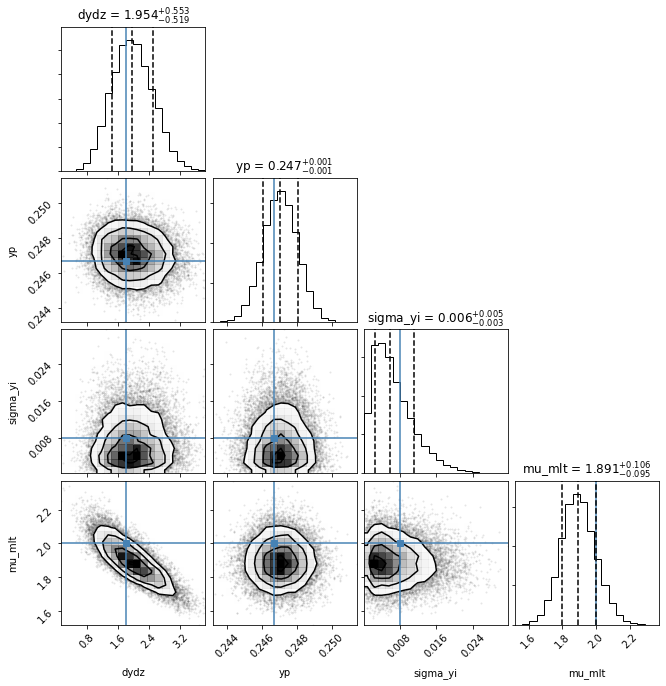 dydz = 1.954+0.553−0.519
yp = 0.247+0.001−0.001
0.250
0.248
0.246
0.244
yp
sigma_yi = 0.006+0.005−0.003
0.024
0.016
0.008
sigma_yi
mu_mlt = 1.891+0.106−0.095
2.2
2.0
1.8
1.6
mu_mlt
0.8 1.6 2.4 3.2 0.244 0.246 0.248 0.250 0.008 0.016 0.024 1.6 1.8 2.0 2.2
dydz yp sigma_yi mu_mlt